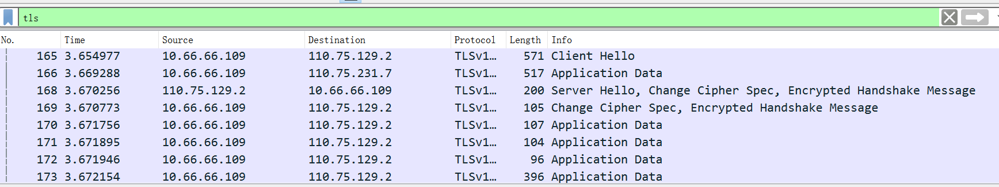 tls
No. Time Source Destination Protocol Length Info
165 3.654977 10.66.66.109 110.75.129.2 TLSv1… 571 Client Hello
166 3.669288 10.66.66.109 110.75.231.7 TLSv1… 517 Application Data
168 3.670256 110.75.129.2 10.66.66.109 TLSv1… 200 Server Hello, Change Cipher Spec, Encrypted Handshake Message
169 3.670773 10.66.66.109 110.75.129.2 TLSv1… 105 Change Cipher Spec, Encrypted Handshake Message
170 3.671756 10.66.66.109 110.75.129.2 TLSv1… 107 Application Data
171 3.671895 10.66.66.109 110.75.129.2 TLSv1… 104 Application Data
172 3.671946 10.66.66.109 110.75.129.2 TLSv1… 96 Application Data
173 3.672154 10.66.66.109 110.75.129.2 TLSv1… 396 Application Data